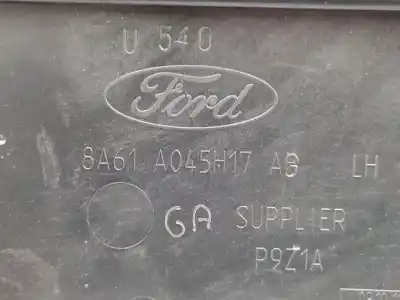 U 540
Ford
8A61 A045H17 AB LH
GA SUPPLIER
P9Z1A